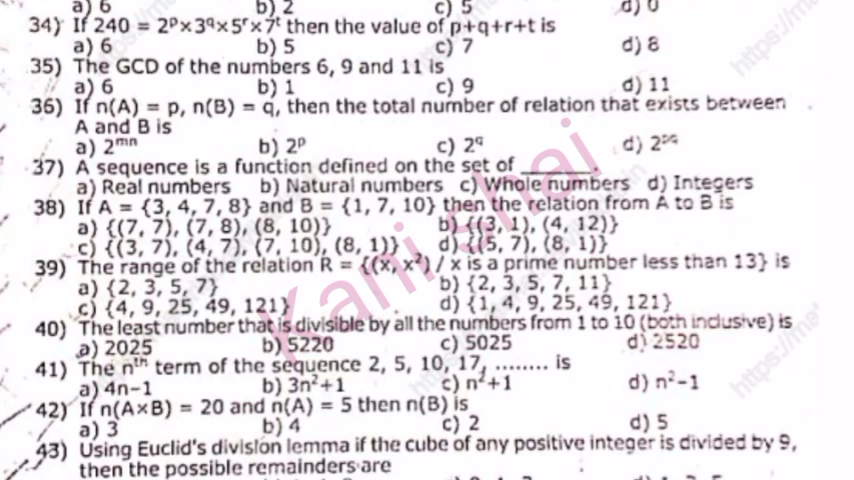 a) 6 b) 2 c) 5 d) 0
34) If 240 = 2ᵖ×3ᑫ×5ʳ×7ᵗ then the value of p+q+r+t is
a) 6 b) 5 c) 7 d) 8
35) The GCD of the numbers 6, 9 and 11 is
a) 6 b) 1 c) 9 d) 11
36) If n(A) = p, n(B) = q, then the total number of relation that exists between
A and B is
a) 2ᵐⁿ b) 2ᵖ c) 2ᑫ d) 2ᵖᑫ
37) A sequence is a function defined on the set of ________
a) Real numbers b) Natural numbers c) Whole numbers d) Integers
38) If A = {3, 4, 7, 8} and B = {1, 7, 10} then the relation from A to B is
a) {(7, 7), (7, 8), (8, 10)} b) {(3, 1), (4, 12)}
c) {(3, 7), (4, 7), (7, 10), (8, 1)} d) {(5, 7), (8, 1)}
39) The range of the relation R = {(x, x²) / x is a prime number less than 13} is
a) {2, 3, 5, 7} b) {2, 3, 5, 7, 11}
c) {4, 9, 25, 49, 121} d) {1, 4, 9, 25, 49, 121}
40) The least number that is divisible by all the numbers from 1 to 10 (both inclusive) is
a) 2025 b) 5220 c) 5025 d) 2520
41) The nᵗʰ term of the sequence 2, 5, 10, 17, ........ is
a) 4n-1 b) 3n²+1 c) n²+1 d) n²-1
42) If n(A×B) = 20 and n(A) = 5 then n(B) is
a) 3 b) 4 c) 2 d) 5
43) Using Euclid's division lemma if the cube of any positive integer is divided by 9,
then the possible remainders are
Kani shai